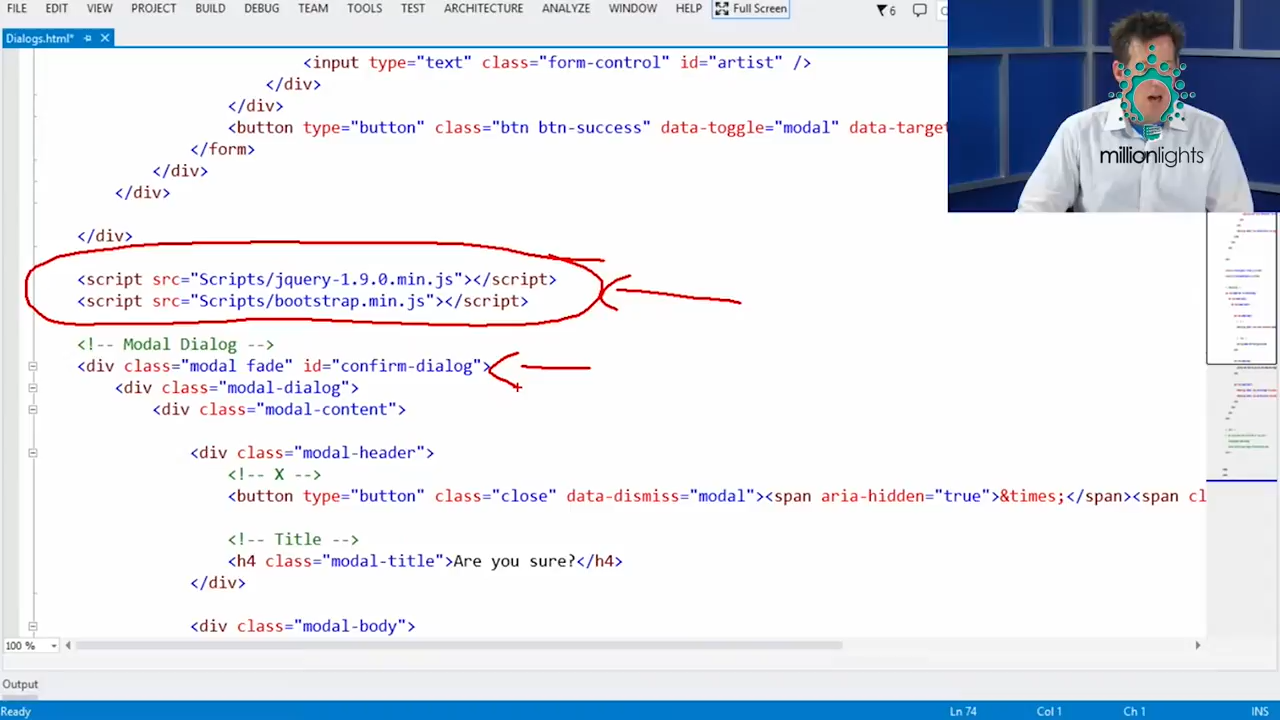 FILE EDIT VIEW PROJECT BUILD DEBUG TEAM TOOLS TEST ARCHITECTURE ANALYZE WINDOW HELP Full Screen 6
Dialogs.html*
<input type="text" class="form-control" id="artist" />
</div>
</div>
<button type="button" class="btn btn-success" data-toggle="modal" data-target
</form>
</div>
</div>
</div>
<script src="Scripts/jquery-1.9.0.min.js"></script>
<script src="Scripts/bootstrap.min.js"></script>
<!-- Modal Dialog -->
<div class="modal fade" id="confirm-dialog">
<div class="modal-dialog">
<div class="modal-content">
<div class="modal-header">
<!-- X -->
<button type="button" class="close" data-dismiss="modal"><span aria-hidden="true">&times;</span><span cl
<!-- Title -->
<h4 class="modal-title">Are you sure?</h4>
</div>
<div class="modal-body">
100 %
Output
Ready Ln 74 Col 1 Ch 1 INS
millionlights